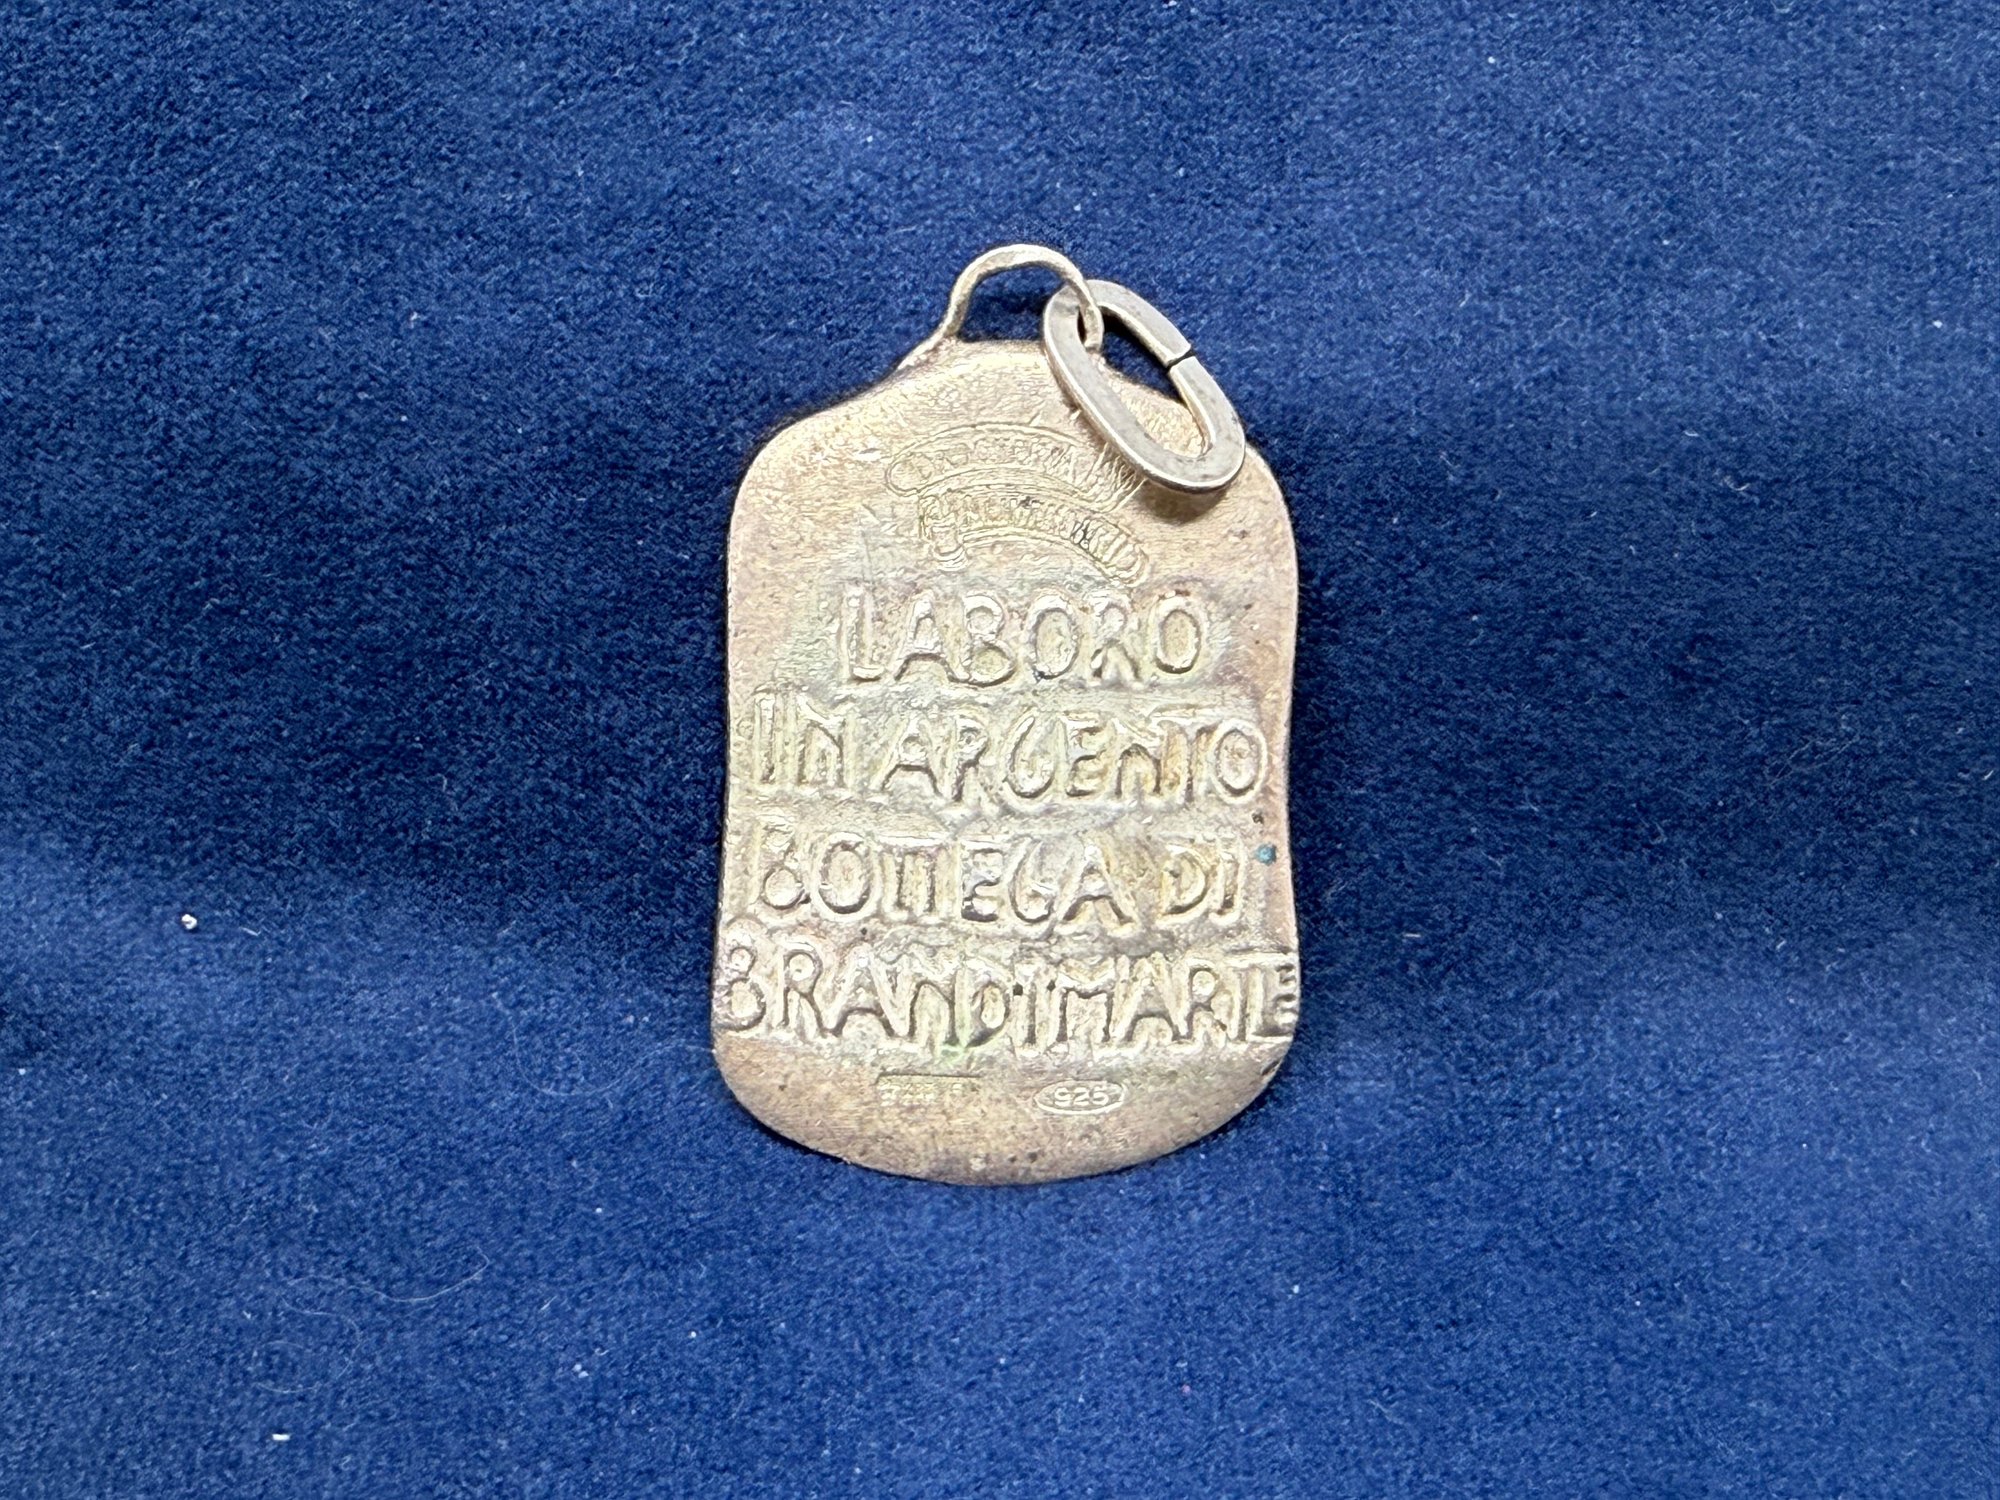 LABORO
IN ARGENTO
BOTTEGA DI
BRANDIMARTE
925